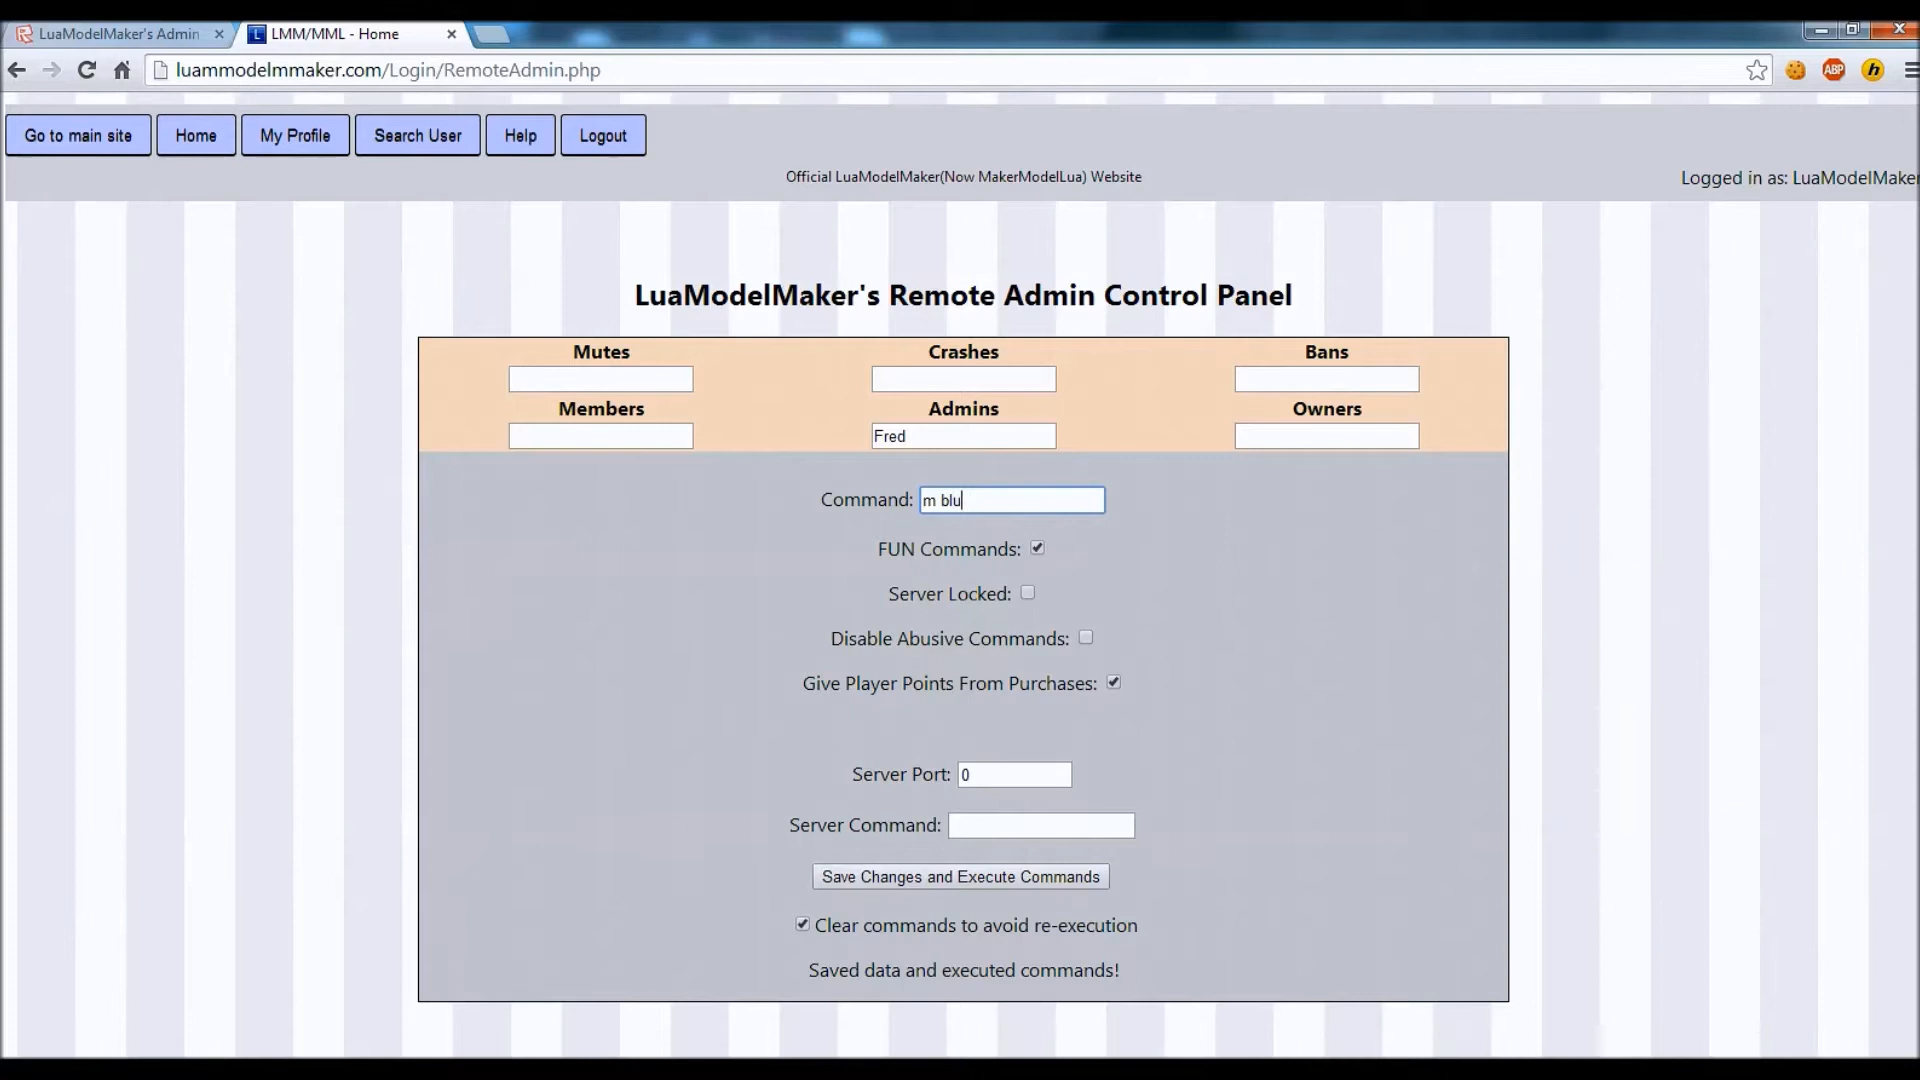 LuaModelMaker's Admin
LMM/MML - Home
luammodelmmaker.com/Login/RemoteAdmin.php
ABP
h
Go to main site
Home
My Profile
Search User
Help
Logout
Official LuaModelMaker(Now MakerModelLua) Website
Logged in as: LuaModelMaker
LuaModelMaker's Remote Admin Control Panel
Mutes
Crashes
Bans
Members
Admins
Owners
Fred
Command: m blu
FUN Commands:
Server Locked:
Disable Abusive Commands:
Give Player Points From Purchases:
Server Port: 0
Server Command:
Save Changes and Execute Commands
Clear commands to avoid re-execution
Saved data and executed commands!